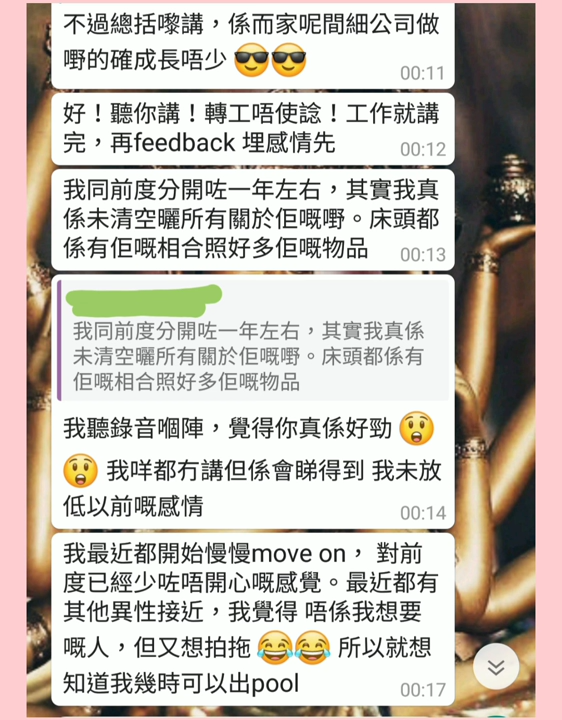 不過總括嚟講，係而家呢間細公司做
嘢的確成長唔少 😎😎
00:11
好！聽你講！轉工唔使諗！工作就講
完，再feedback 埋感情先
00:12
我同前度分開咗一年左右，其實我真
係未清空曬所有關於佢嘅嘢。床頭都
係有佢嘅相合照好多佢嘅物品
00:13
我同前度分開咗一年左右，其實我真係
未清空曬所有關於佢嘅嘢。床頭都係有
佢嘅相合照好多佢嘅物品
我聽錄音嗰陣，覺得你真係好勁 😲
😲 我咩都冇講但係會睇得到 我未放
低以前嘅感情
00:14
我最近都開始慢慢move on， 對前
度已經少咗唔開心嘅感覺。最近都有
其他異性接近，我覺得 唔係我想要
嘅人，但又想拍拖 😂😂 所以就想
知道我幾時可以出pool
00:17